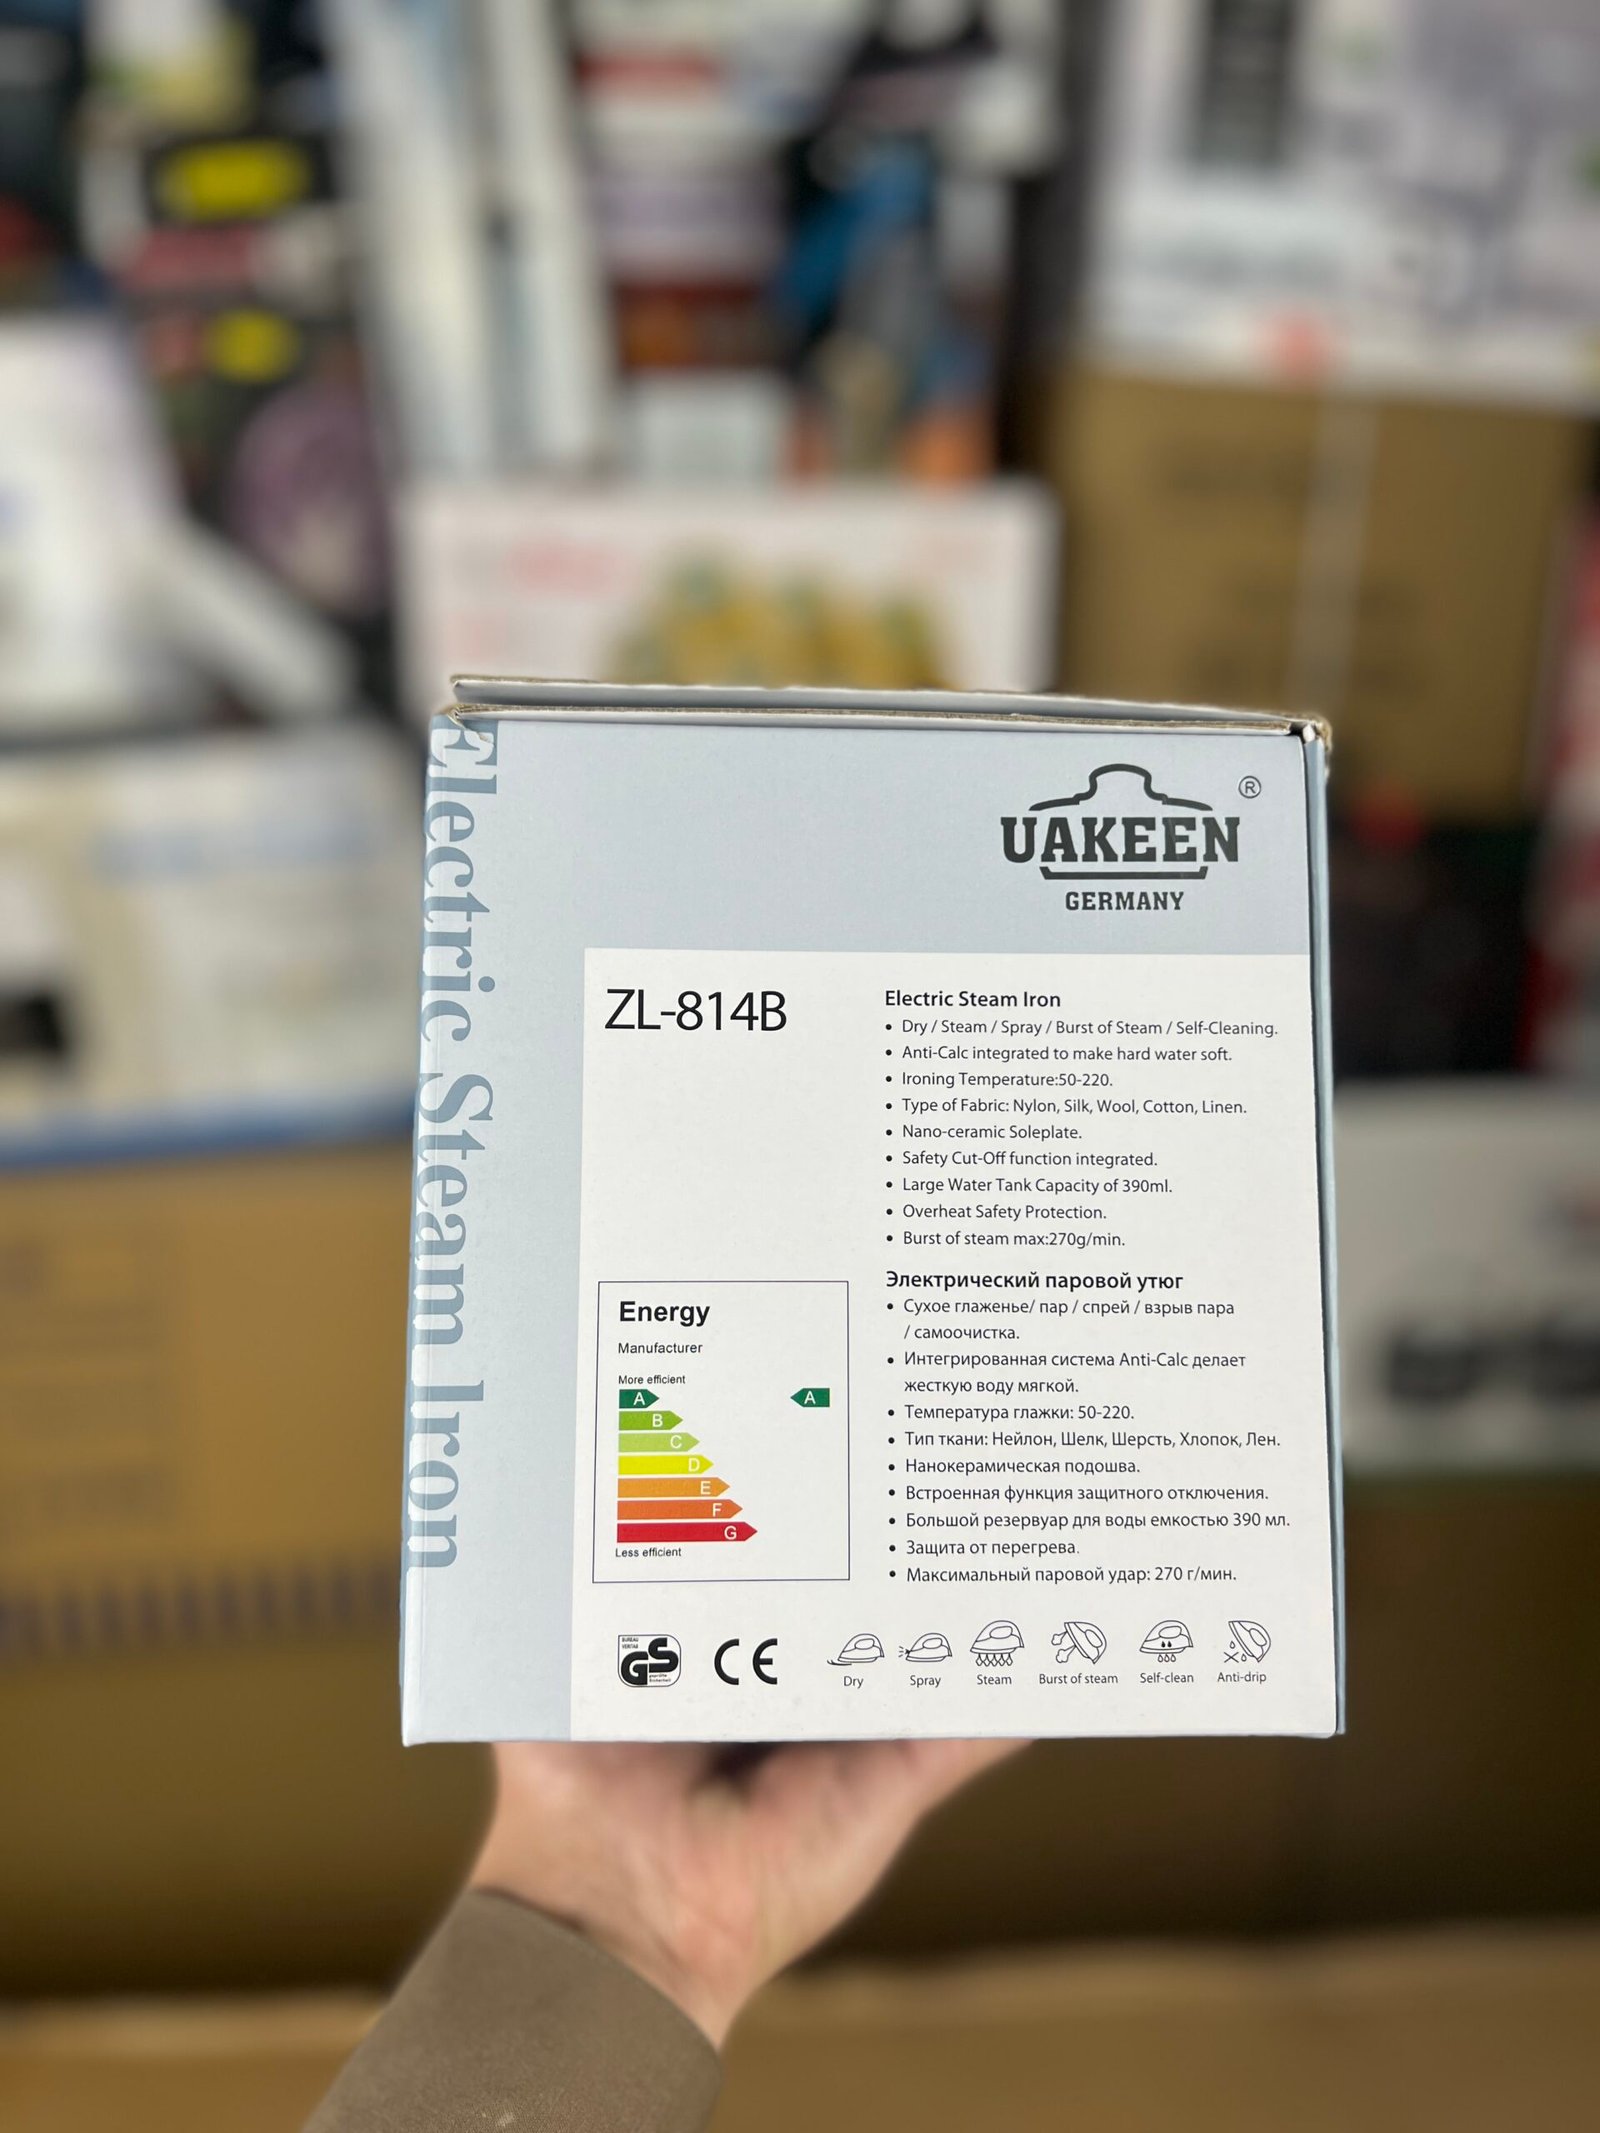 Electric Steam Iron
UAKEEN
®
GERMANY
ZL-814B
Electric Steam Iron
• Dry / Steam / Spray / Burst of Steam / Self-Cleaning.
• Anti-Calc integrated to make hard water soft.
• Ironing Temperature:50-220.
• Type of Fabric: Nylon, Silk, Wool, Cotton, Linen.
• Nano-ceramic Soleplate.
• Safety Cut-Off function integrated.
• Large Water Tank Capacity of 390ml.
• Overheat Safety Protection.
• Burst of steam max:270g/min.
Электрический паровой утюг
• Сухое глаженье/ пар / спрей / взрыв пара
/ самоочистка.
• Интегрированная система Anti-Calc делает
жесткую воду мягкой.
• Температура глажки: 50-220.
• Тип ткани: Нейлон, Шелк, Шерсть, Хлопок, Лен.
• Нанокерамическая подошва.
• Встроенная функция защитного отключения.
• Большой резервуар для воды емкостью 390 мл.
• Защита от перегрева.
• Максимальный паровой удар: 270 г/мин.
Energy
Manufacturer
More efficient
A A
B
C
D
E
F
G
Less efficient
BUREAU
VERITAS
GS
geprüfte
Sicherheit
CE
Dry Spray Steam Burst of steam Self-clean Anti-drip